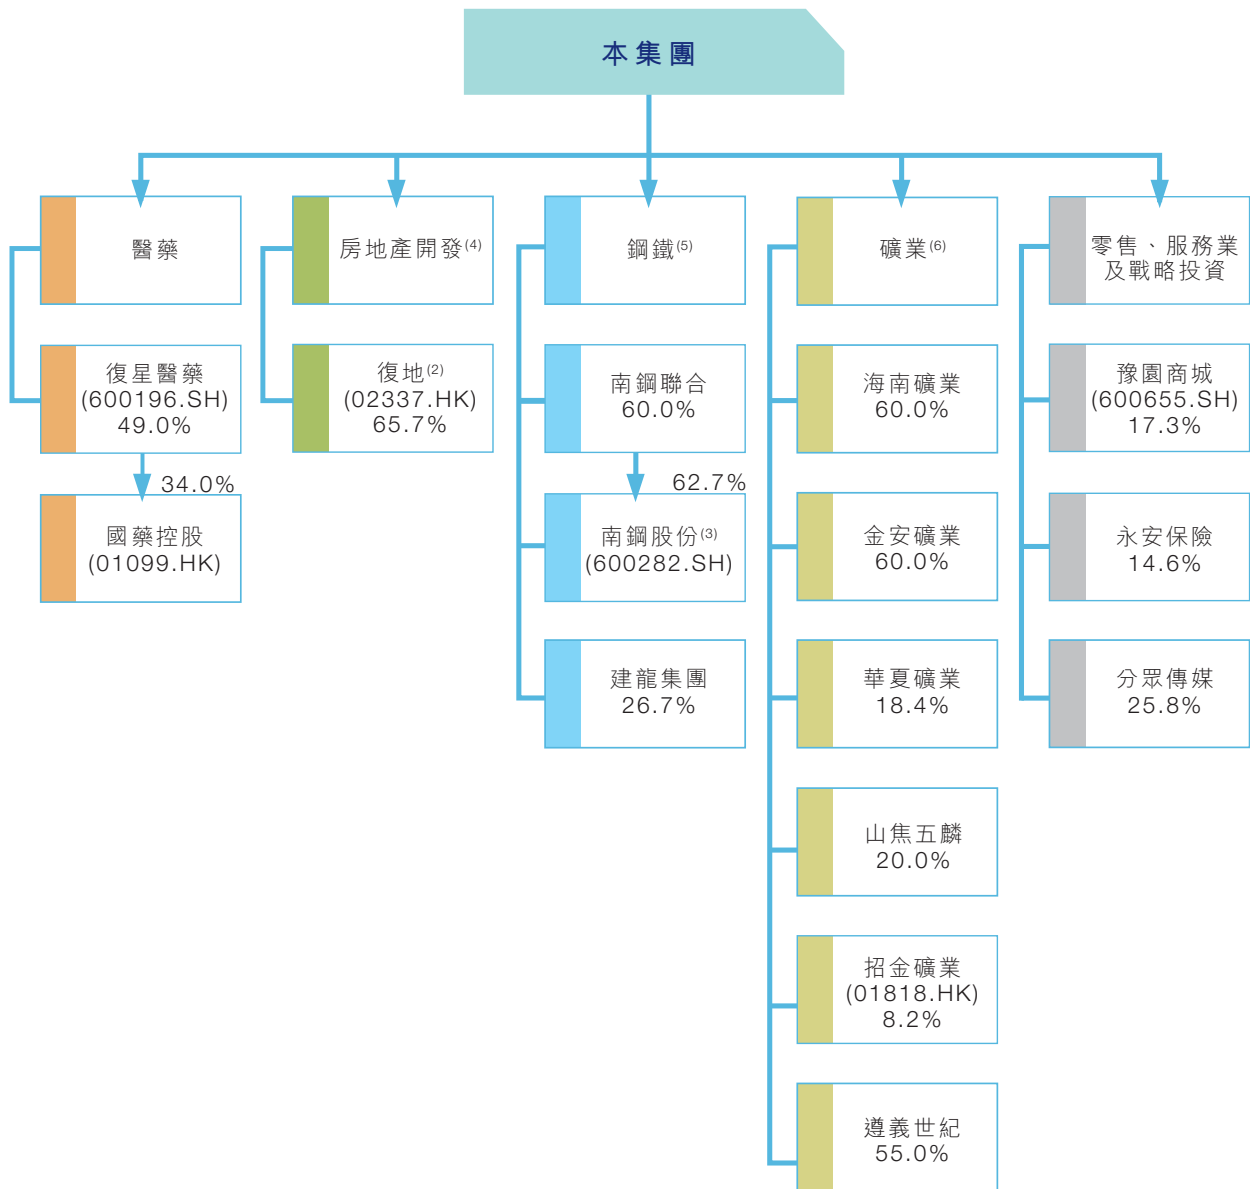 本集團
醫藥
復星醫藥
(600196.SH)
49.0%
34.0%
國藥控股
(01099.HK)
房地產開發(4)
復地(2)
(02337.HK)
65.7%
鋼鐵(5)
南鋼聯合
60.0%
62.7%
南鋼股份(3)
(600282.SH)
建龍集團
26.7%
礦業(6)
海南礦業
60.0%
金安礦業
60.0%
華夏礦業
18.4%
山焦五麟
20.0%
招金礦業
(01818.HK)
8.2%
遵義世紀
55.0%
零售、服務業
及戰略投資
豫園商城
(600655.SH)
17.3%
永安保險
14.6%
分眾傳媒
25.8%